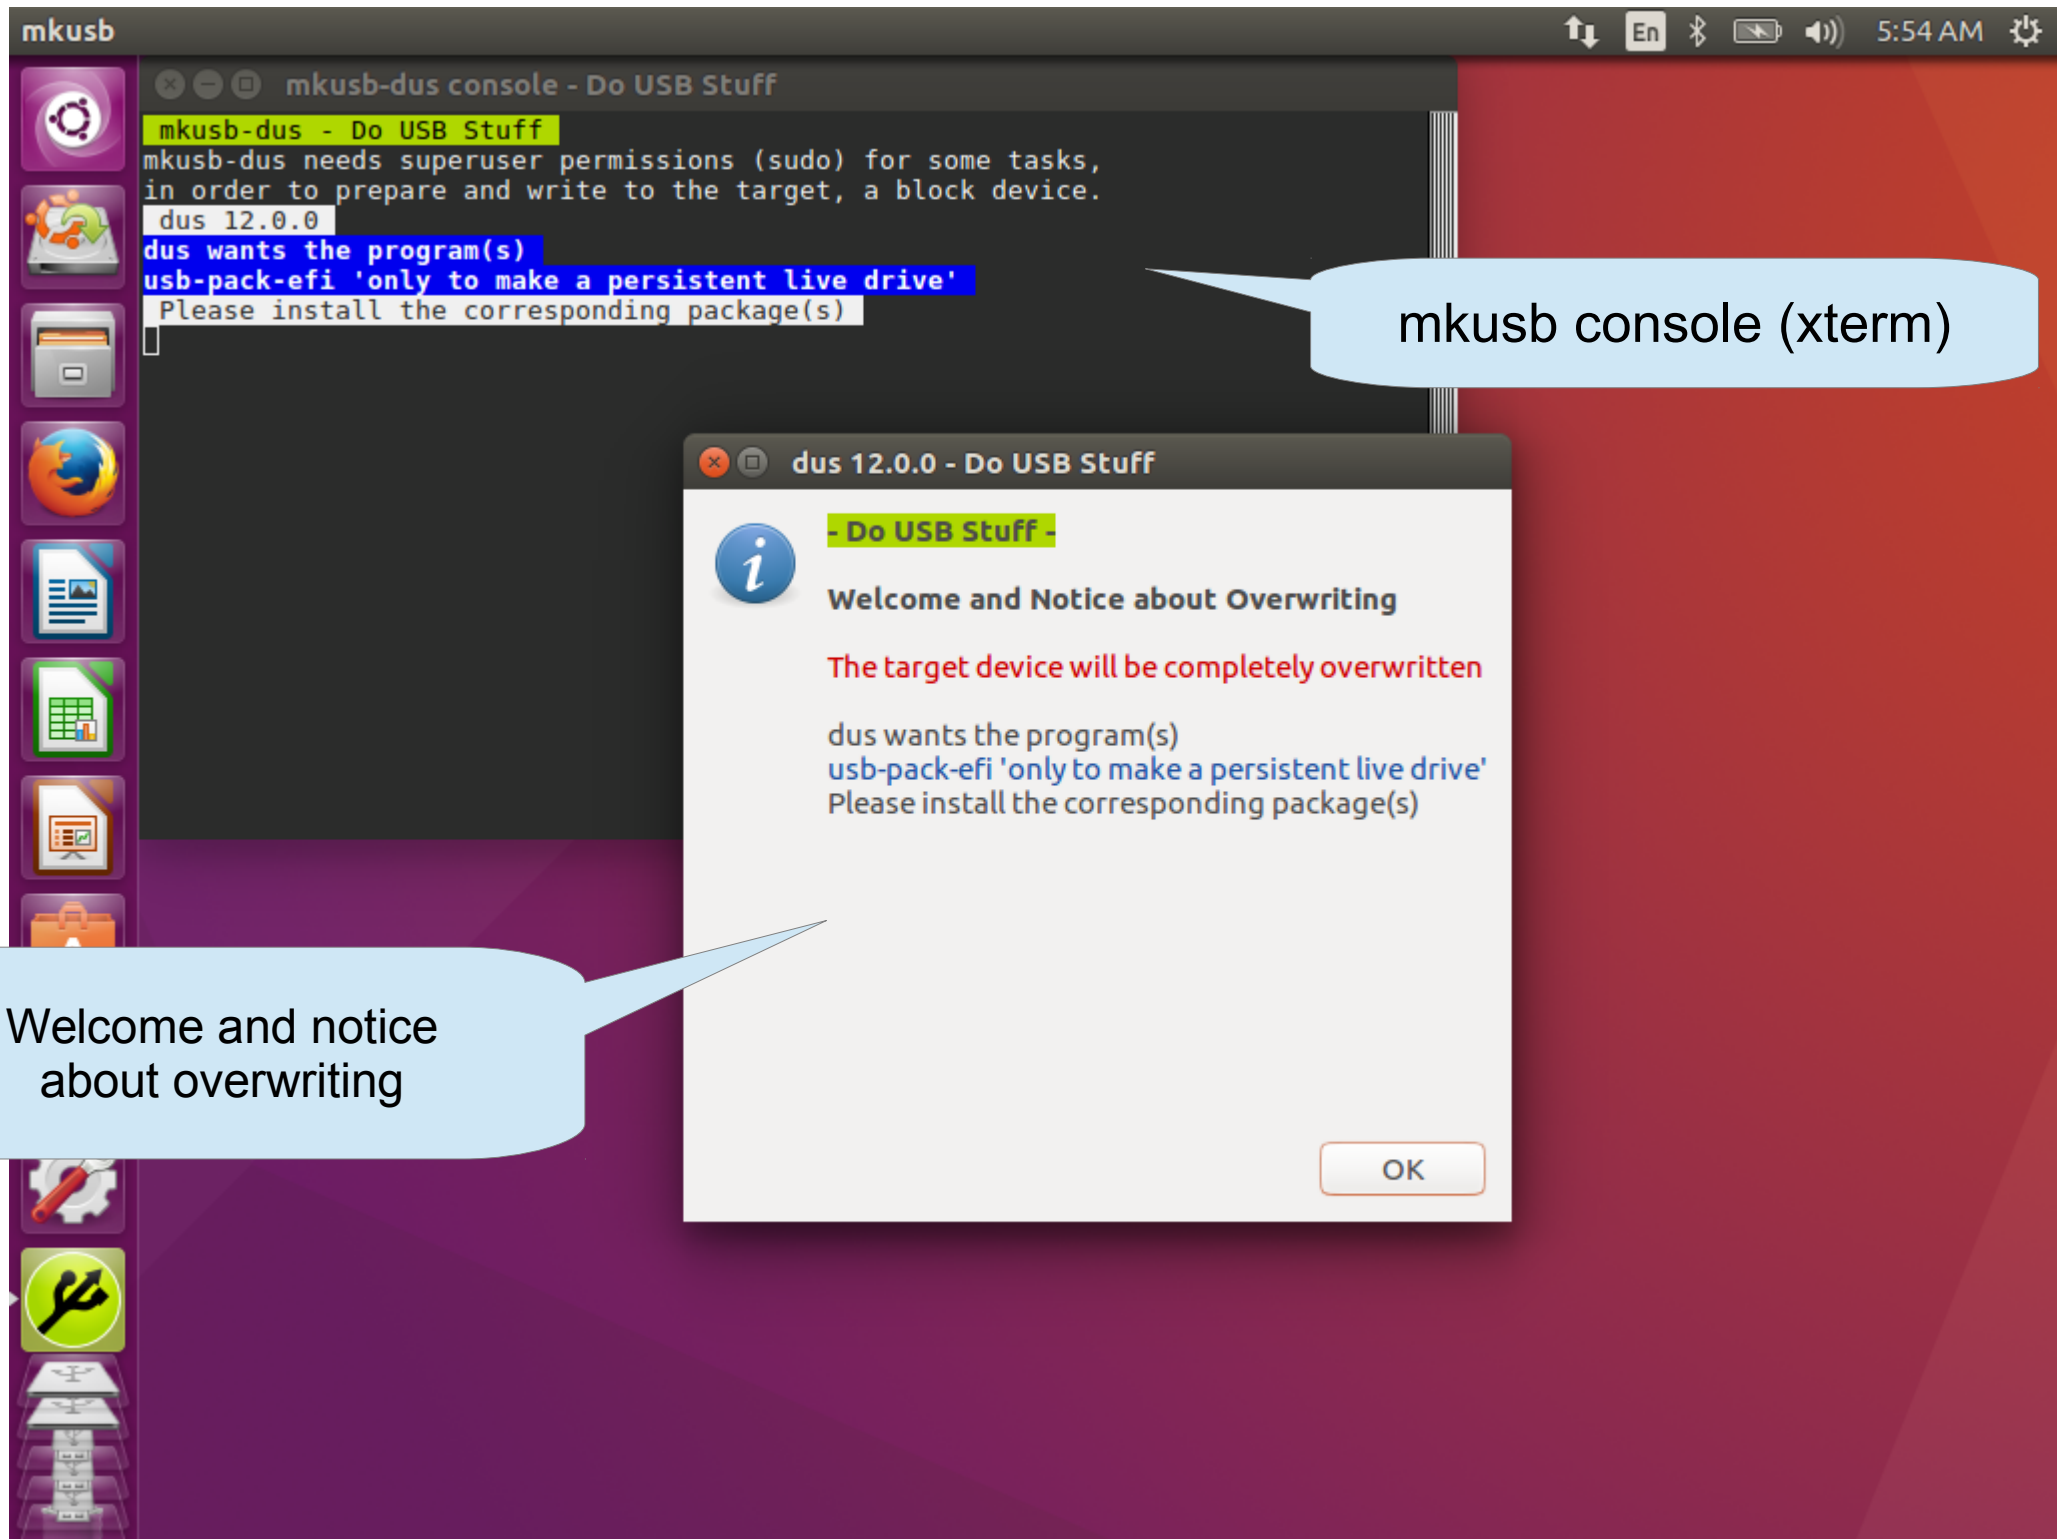 mkusb
En
5:54 AM
mkusb-dus console - Do USB Stuff
mkusb-dus - Do USB Stuff
mkusb-dus needs superuser permissions (sudo) for some tasks,
in order to prepare and write to the target, a block device.
dus 12.0.0
dus wants the program(s)
usb-pack-efi 'only to make a persistent live drive'
Please install the corresponding package(s)
mkusb console (xterm)
dus 12.0.0 - Do USB Stuff
- Do USB Stuff -
Welcome and Notice about Overwriting
The target device will be completely overwritten
dus wants the program(s)
usb-pack-efi 'only to make a persistent live drive'
Please install the corresponding package(s)
Welcome and notice
about overwriting
OK